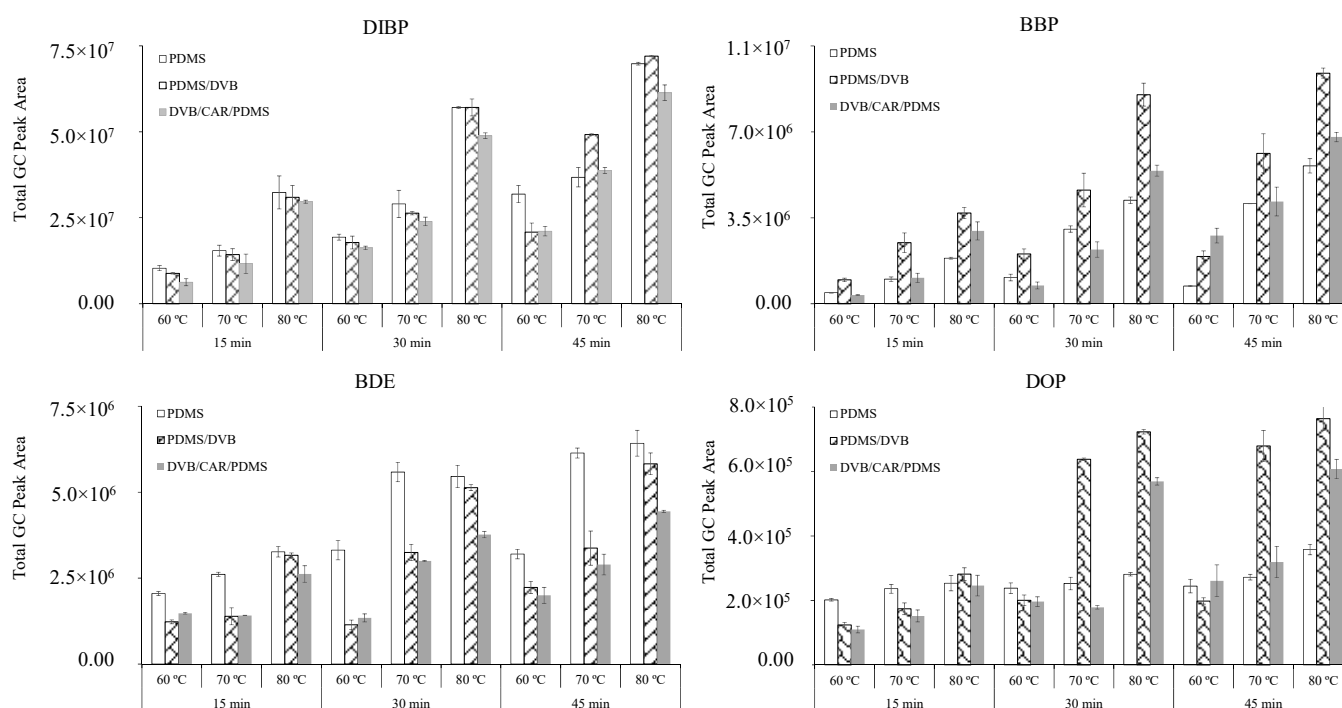 DIBP
Total GC Peak Area
7.5×10⁷
5.0×10⁷
2.5×10⁷
0.00
PDMS
PDMS/DVB
DVB/CAR/PDMS
60 ºC 70 ºC 80 ºC 60 ºC 70 ºC 80 ºC 60 ºC 70 ºC 80 ºC
15 min 30 min 45 min
BBP
Total GC Peak Area
1.1×10⁷
7.0×10⁶
3.5×10⁶
0.00
PDMS
PDMS/DVB
DVB/CAR/PDMS
60 ºC 70 ºC 80 ºC 60 ºC 70 ºC 80 ºC 60 ºC 70 ºC 80 ºC
15 min 30 min 45 min
BDE
Total GC Peak Area
7.5×10⁶
5.0×10⁶
2.5×10⁶
0.00
PDMS
PDMS/DVB
DVB/CAR/PDMS
60 ºC 70 ºC 80 ºC 60 ºC 70 ºC 80 ºC 60 ºC 70 ºC 80 ºC
15 min 30 min 45 min
DOP
Total GC Peak Area
8.0×10⁵
6.0×10⁵
4.0×10⁵
2.0×10⁵
0.00
PDMS
PDMS/DVB
DVB/CAR/PDMS
60 ºC 70 ºC 80 ºC 60 ºC 70 ºC 80 ºC 60 ºC 70 ºC 80 ºC
15 min 30 min 45 min